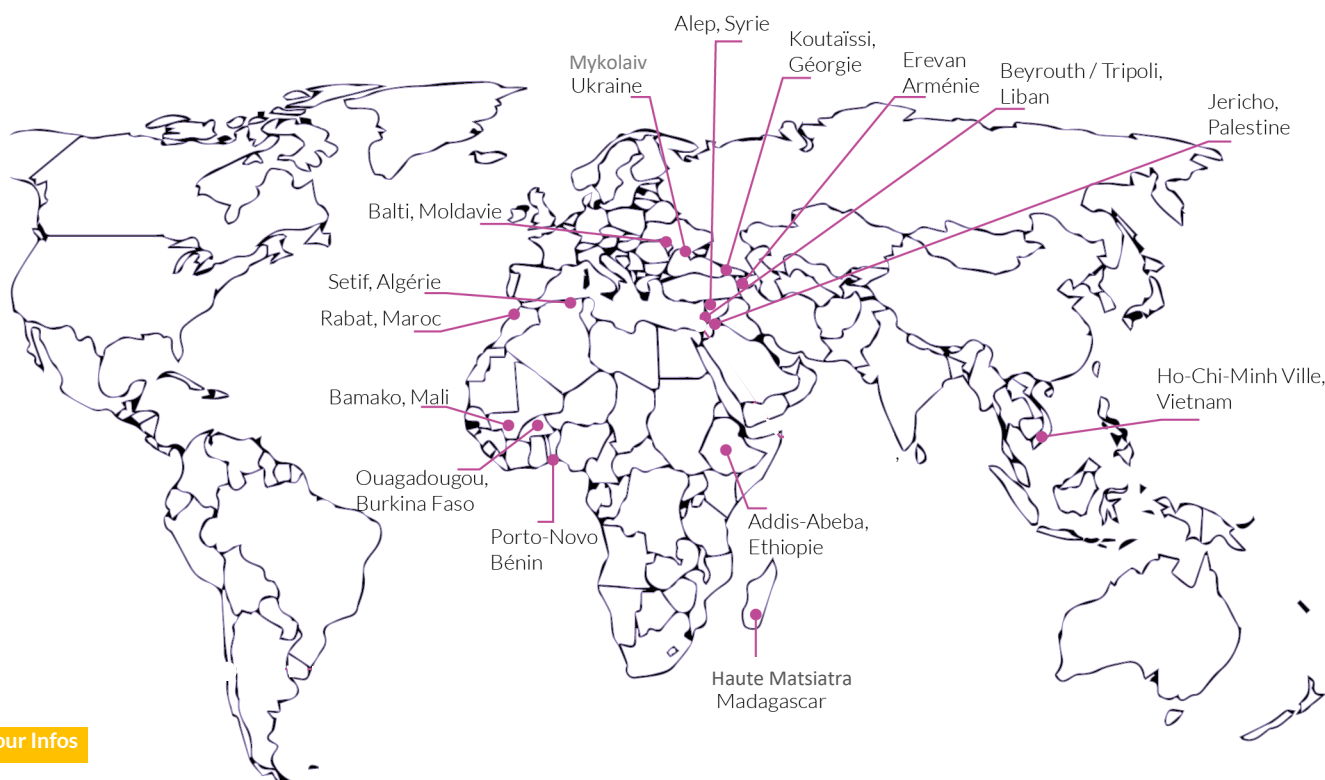 Alep, Syrie
Koutaïssi,
Géorgie
Mykolaiv
Ukraine
Erevan
Arménie
Beyrouth / Tripoli,
Liban
Jericho,
Palestine
Balti, Moldavie
Setif, Algérie
Rabat, Maroc
Bamako, Mali
Ho-Chi-Minh Ville,
Vietnam
Ouagadougou,
Burkina Faso
Porto-Novo
Bénin
Addis-Abeba,
Ethiopie
Haute Matsiatra
Madagascar
our Infos